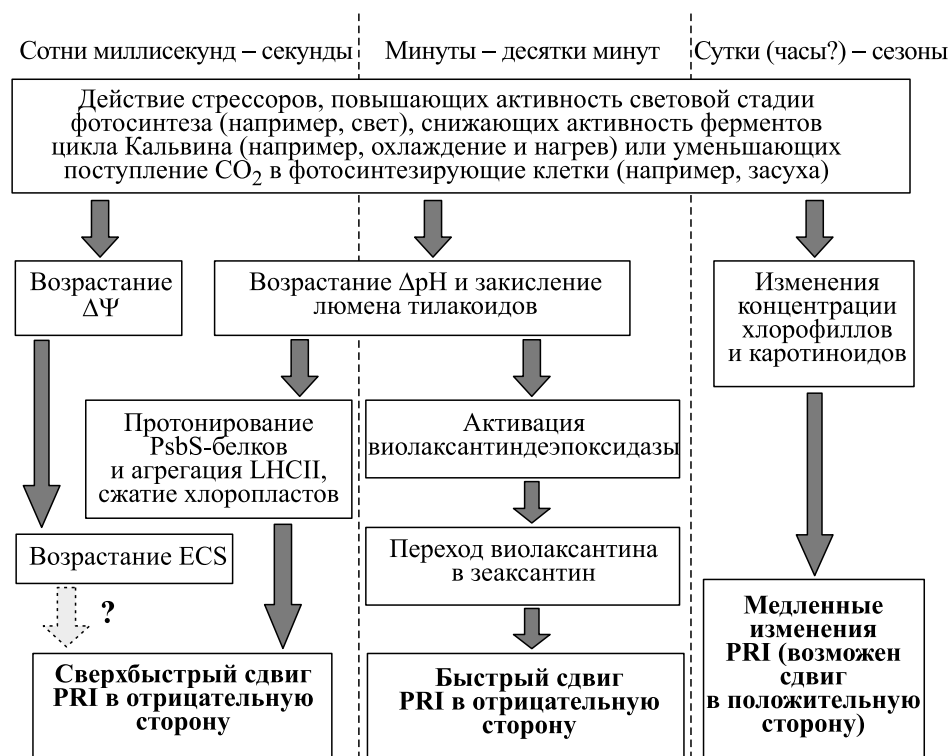 Сотни миллисекунд – секунды
Минуты – десятки минут
Сутки (часы?) – сезоны
Действие стрессоров, повышающих активность световой стадии
фотосинтеза (например, свет), снижающих активность ферментов
цикла Кальвина (например, охлаждение и нагрев) или уменьшающих
поступление CO₂ в фотосинтезирующие клетки (например, засуха)
Возрастание
ΔΨ
Возрастание ΔpH и закисление
люмена тилакоидов
Изменения
концентрации
хлорофиллов
и каротиноидов
Протонирование
PsbS-белков
и агрегация LHCII,
сжатие хлоропластов
Активация
виолаксантиндеэпоксидазы
Возрастание ECS
Переход виолаксантина
в зеаксантин
?
Сверхбыстрый сдвиг
PRI в отрицательную
сторону
Быстрый сдвиг
PRI в отрицательную
сторону
Медленные
изменения
PRI (возможен
сдвиг
в положительную
сторону)